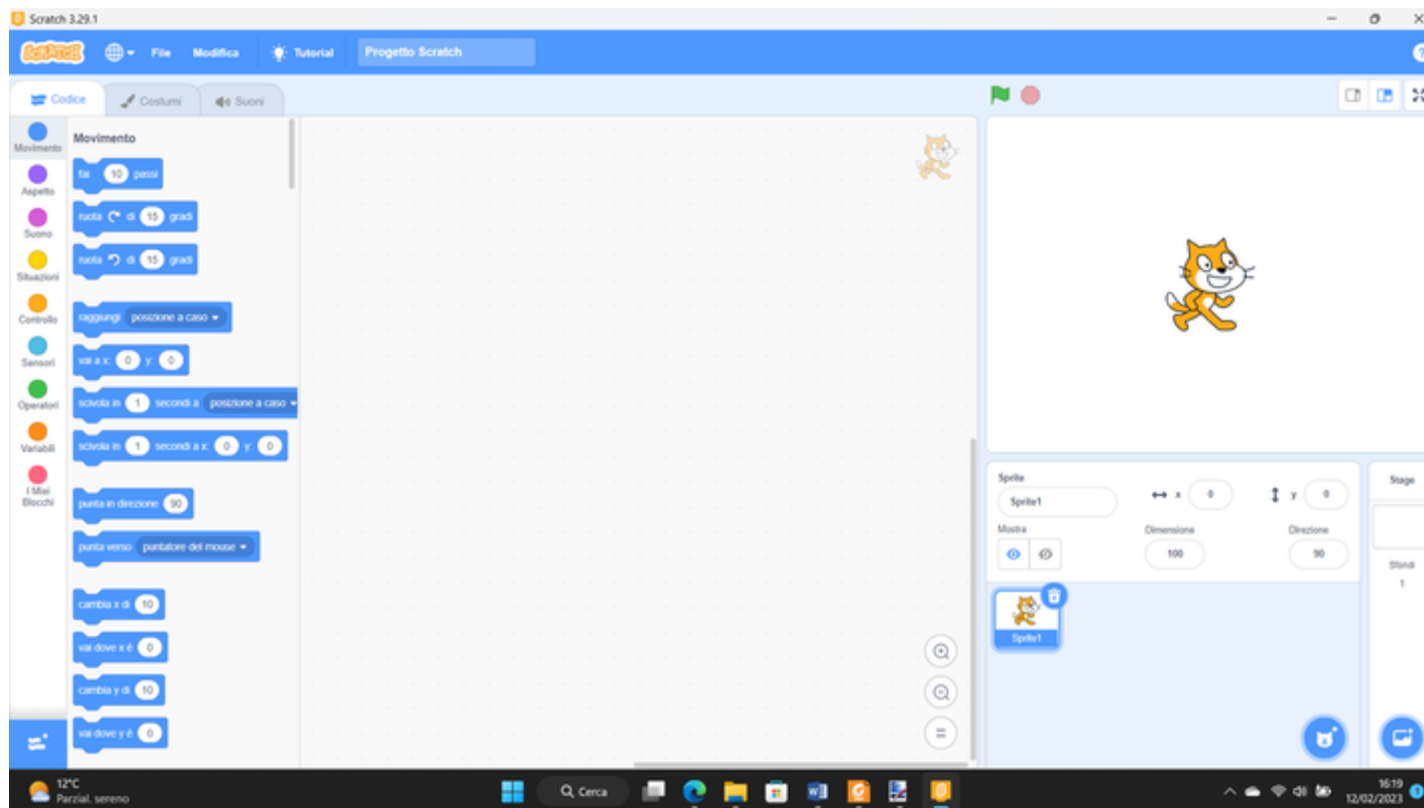 Scratch 3.29.1
SCRATCH
File Modifica Tutorial Progetto Scratch
Codice Costumi Suoni
Movimento
Aspetto
Suono
Situazioni
Controllo
Sensori
Operatori
Variabili
I Miei
Blocchi
Movimento
fai 10 passi
ruota di 15 gradi
ruota di 15 gradi
raggiungi posizione a caso
vai a x: 0 y: 0
scivola in 1 secondi a posizione a caso
scivola in 1 secondi a x: 0 y: 0
punta in direzione 90
punta verso puntatore del mouse
cambia x di 10
vai dove x è 0
cambia y di 10
vai dove y è 0
Sprite
Sprite1
x 0 y 0
Mostra Dimensione Direzione
100 90
Sprite1
Stage
Sfondi
1
12°C
Parzial. sereno
Cerca
16:19
12/02/2023